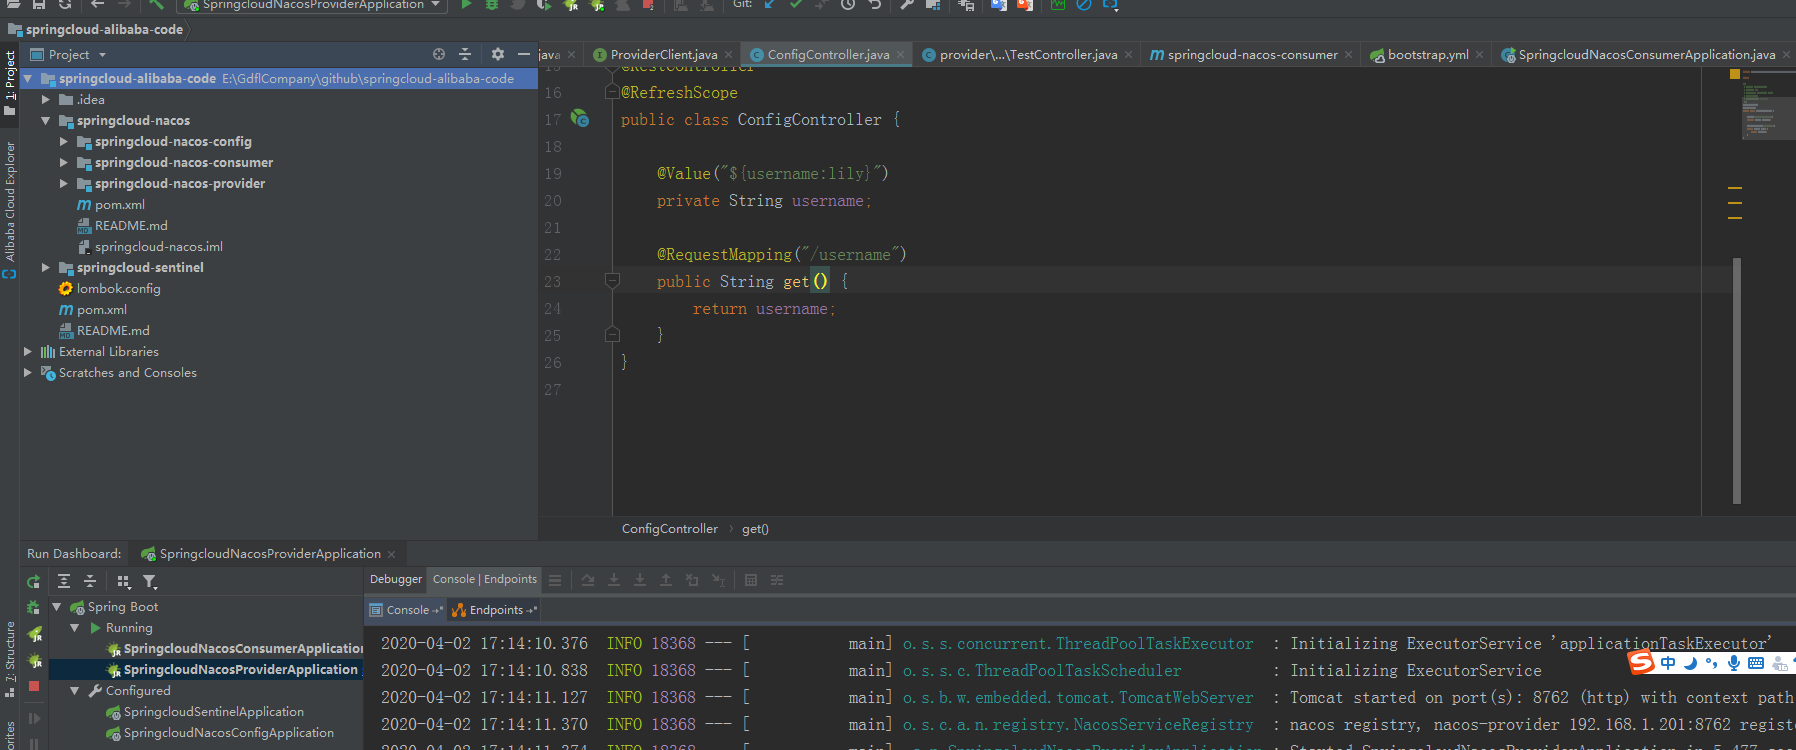 SpringcloudNacosProviderApplication
Git:
springcloud-alibaba-code
1: Project
Alibaba Cloud Explorer
7: Structure
Project
springcloud-alibaba-code E:\GdflCompany\github\springcloud-alibaba-code
.idea
springcloud-nacos
springcloud-nacos-config
springcloud-nacos-consumer
springcloud-nacos-provider
pom.xml
README.md
springcloud-nacos.iml
springcloud-sentinel
lombok.config
pom.xml
README.md
External Libraries
Scratches and Consoles
java ProviderClient.java ConfigController.java provider\...\TestController.java springcloud-nacos-consumer bootstrap.yml SpringcloudNacosConsumerApplication.java
15 @RestController
16 @RefreshScope
17 public class ConfigController {
18
19 @Value("${username:lily}")
20 private String username;
21
22 @RequestMapping("/username")
23 public String get() {
24 return username;
25 }
26 }
27
ConfigController › get()
Run Dashboard: SpringcloudNacosProviderApplication
Debugger Console | Endpoints
Console Endpoints
Spring Boot
Running
SpringcloudNacosConsumerApplication
SpringcloudNacosProviderApplication
Configured
SpringcloudSentinelApplication
SpringcloudNacosConfigApplication
2020-04-02 17:14:10.376 INFO 18368 --- [ main] o.s.s.concurrent.ThreadPoolTaskExecutor : Initializing ExecutorService 'applicationTaskExecutor'
2020-04-02 17:14:10.838 INFO 18368 --- [ main] o.s.s.c.ThreadPoolTaskScheduler : Initializing ExecutorService
2020-04-02 17:14:11.127 INFO 18368 --- [ main] o.s.b.w.embedded.tomcat.TomcatWebServer : Tomcat started on port(s): 8762 (http) with context path
2020-04-02 17:14:11.370 INFO 18368 --- [ main] o.s.c.a.n.registry.NacosServiceRegistry : nacos registry, nacos-provider 192.168.1.201:8762 registe
中